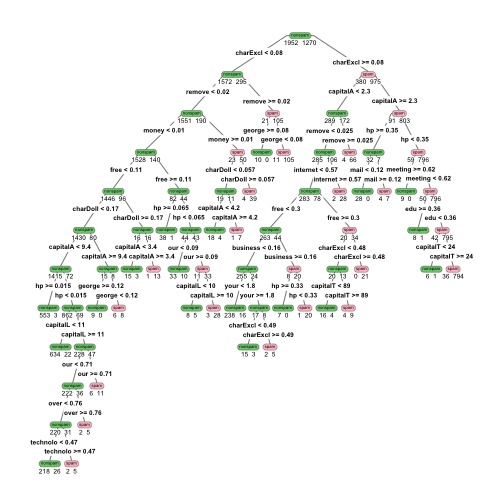 nonspam
1952 1270
charExcl < 0.08
charExcl >= 0.08
nonspam spam
1572 295 380 975
remove < 0.02 capitalA < 2.3
remove >= 0.02 capitalA >= 2.3
nonspam spam nonspam spam
1551 190 21 105 289 172 91 803
money < 0.01 george >= 0.08 remove < 0.025 hp >= 0.35
money >= 0.01 george < 0.08 remove >= 0.025 hp < 0.35
nonspam spam nonspam spam nonspam spam nonspam spam
1528 140 23 50 10 0 11 105 285 106 4 66 32 7 59 796
free < 0.11 charDoll < 0.057 internet < 0.57 mail < 0.12 meeting >= 0.62
free >= 0.11 charDoll >= 0.057 internet >= 0.57 mail >= 0.12 meeting < 0.62
nonspam nonspam nonspam spam nonspam spam nonspam spam nonspam spam
1446 96 82 44 19 11 4 39 283 78 2 28 28 0 4 7 9 0 50 796
charDoll < 0.17 hp >= 0.065 capitalA < 4.2 free < 0.3 edu >= 0.36
charDoll >= 0.17 hp < 0.065 capitalA >= 4.2 free >= 0.3 edu < 0.36
nonspam nonspam nonspam nonspam nonspam spam nonspam spam nonspam spam
1430 80 16 16 38 1 44 43 18 4 1 7 263 44 20 34 8 1 42 795
capitalA < 9.4 capitalA < 3.4 our < 0.09 business < 0.16 charExcl < 0.48 capitalT < 24
capitalA >= 9.4 capitalA >= 3.4 our >= 0.09 business >= 0.16 charExcl >= 0.48 capitalT >= 24
nonspam nonspam nonspam spam nonspam spam nonspam spam nonspam spam nonspam spam
1415 72 15 8 15 3 1 13 33 10 11 33 255 24 8 20 20 13 0 21 6 1 36 794
hp >= 0.015 george >= 0.12 capitalL < 10 your < 1.8 hp >= 0.33 capitalT < 89
hp < 0.015 george < 0.12 capitalL >= 10 your >= 1.8 hp < 0.33 capitalT >= 89
nonspam nonspam nonspam spam nonspam spam nonspam nonspam nonspam spam nonspam spam
553 3 862 69 9 0 6 8 8 5 3 28 238 16 17 8 7 0 1 20 16 4 4 9
capitalL < 11 charExcl < 0.49
capitalL >= 11 charExcl >= 0.49
nonspam nonspam nonspam spam
634 22 228 47 15 3 2 5
our < 0.71
our >= 0.71
nonspam spam
222 36 6 11
over < 0.76
over >= 0.76
nonspam spam
220 31 2 5
technolo < 0.47
technolo >= 0.47
nonspam spam
218 26 2 5